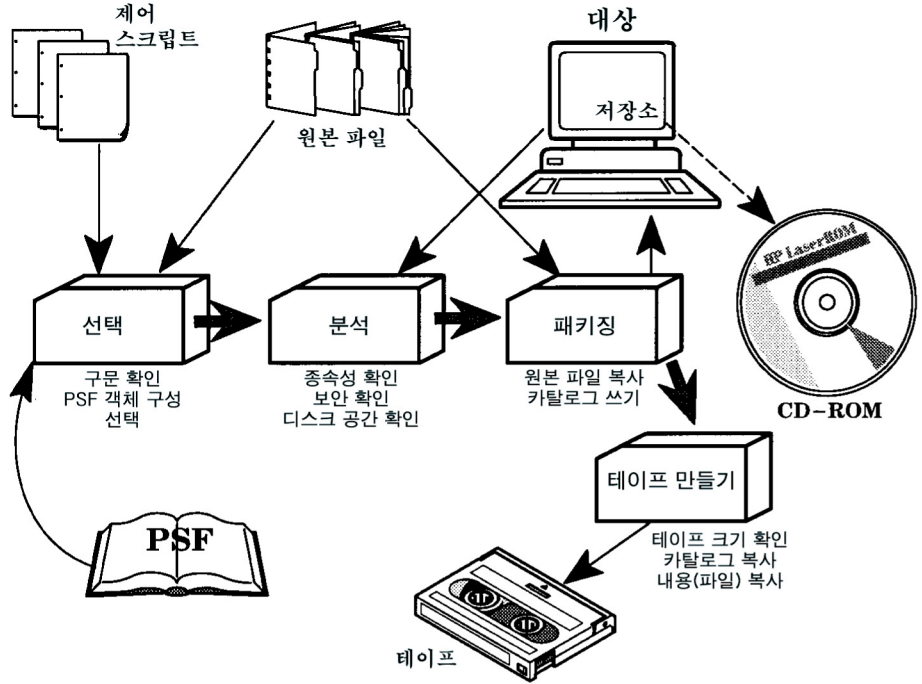 제어
스크립트
원본 파일
대상
저장소
HP LaserROM
CD-ROM
선택
구문 확인
PSF 객체 구성
선택
분석
종속성 확인
보안 확인
디스크 공간 확인
패키징
원본 파일 복사
카탈로그 쓰기
테이프 만들기
테이프 크기 확인
카탈로그 복사
내용(파일) 복사
PSF
테이프